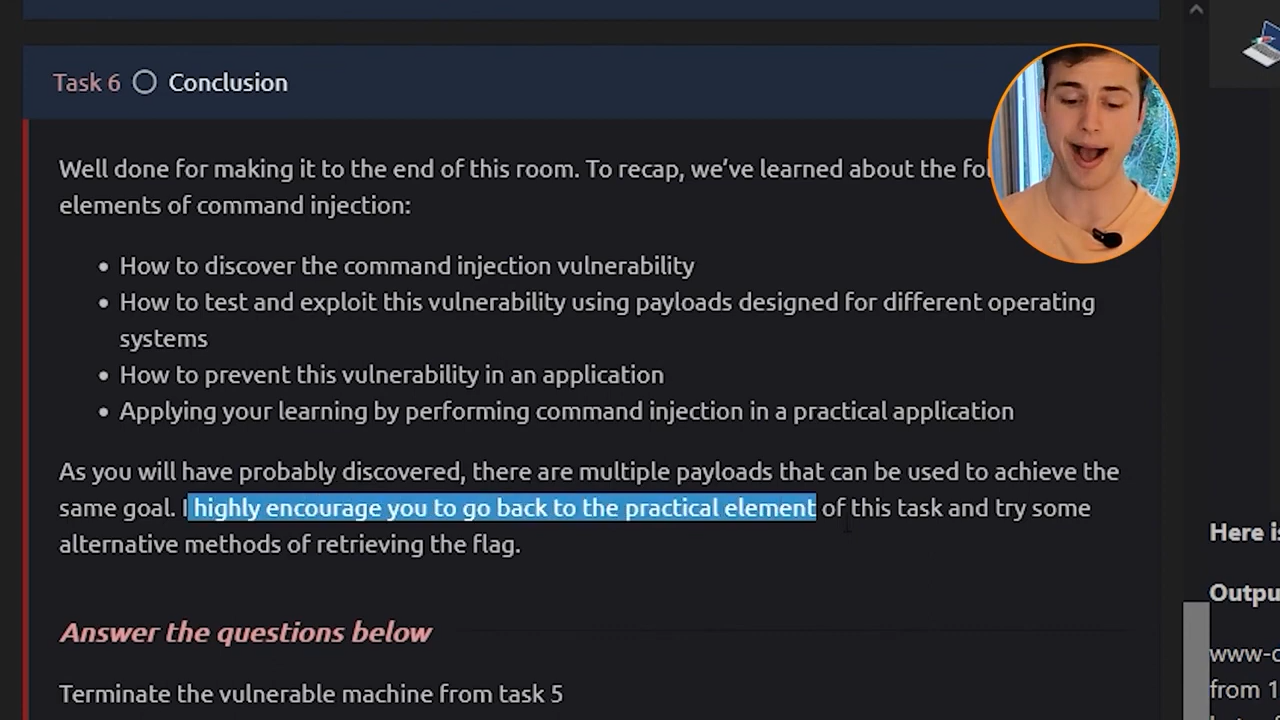 Task 6 Conclusion
Well done for making it to the end of this room. To recap, we've learned about the
elements of command injection:
• How to discover the command injection vulnerability
• How to test and exploit this vulnerability using payloads designed for different operating
systems
• How to prevent this vulnerability in an application
• Applying your learning by performing command injection in a practical application
As you will have probably discovered, there are multiple payloads that can be used to achieve the
same goal. I highly encourage you to go back to the practical element of this task and try some
alternative methods of retrieving the flag.
Here
Answer the questions below
Terminate the vulnerable machine from task 5
from